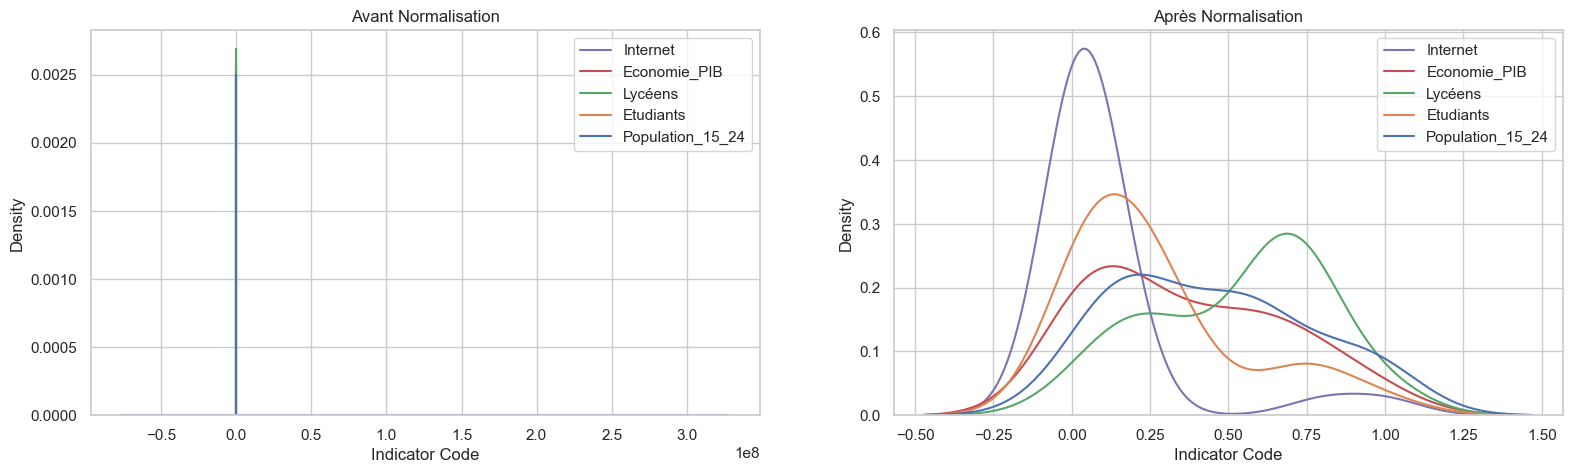 Avant Normalisation
Density
0.0025
0.0020
0.0015
0.0010
0.0005
0.0000
−0.5
0.0
0.5
1.0
1.5
2.0
2.5
3.0
1e8
Indicator Code
Internet
Economie_PIB
Lycéens
Etudiants
Population_15_24
Après Normalisation
Density
0.6
0.5
0.4
0.3
0.2
0.1
0.0
−0.50
−0.25
0.00
0.25
0.50
0.75
1.00
1.25
1.50
Indicator Code
Internet
Economie_PIB
Lycéens
Etudiants
Population_15_24